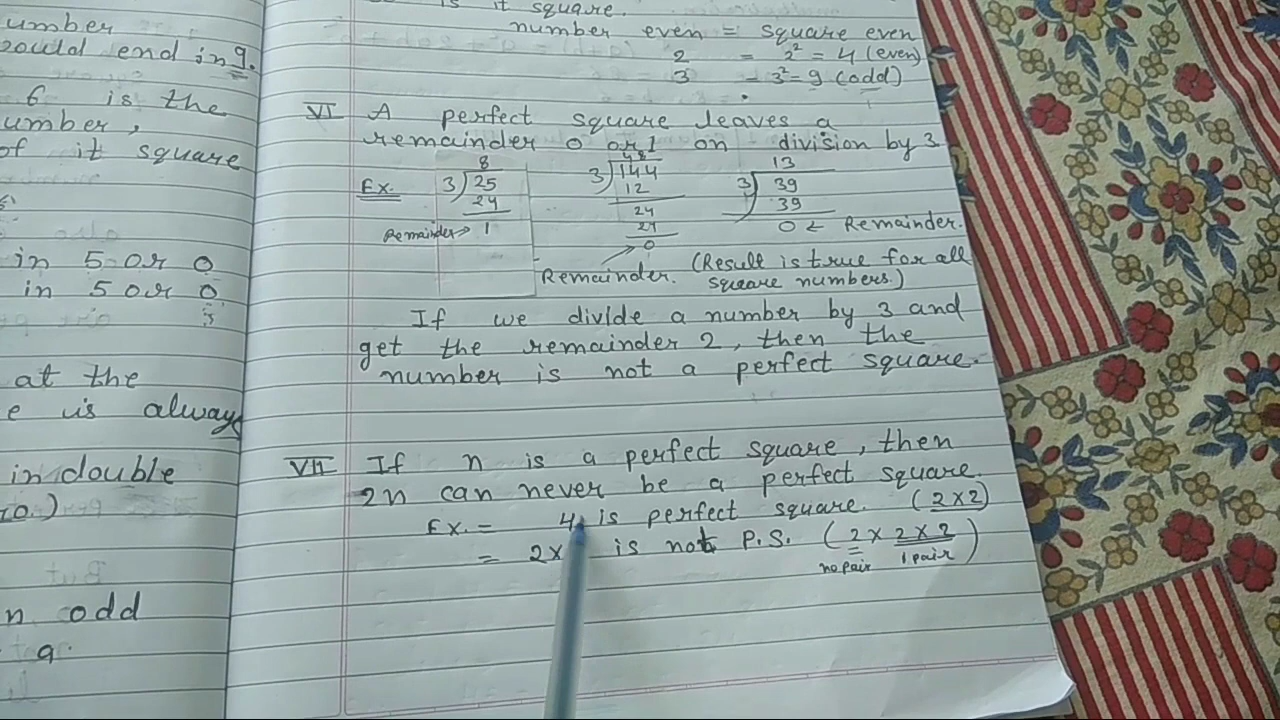 umber
could end in 9.
6 is the
umber,
of it square
in 5 or 0
in 5 or 0
at the
e is always
in double
n odd
a
is it square.
number even = square even
2 = 2² = 4 (even)
3 - 3² = 9 (odd)
VI A perfect square leaves a
remainder 0 or 1 on division by 3
Ex.
8
3) 25
24
1
Remainder→
48
3) 144
12
24
24
0
Remainder.
13
3) 39
39
0 ← Remainder.
(Result is true for all
square numbers.)
If we divide a number by 3 and
get the remainder 2, then the
number is not a perfect square.
VII If n is a perfect square, then
2n can never be a perfect square.
Ex. = 4 is perfect square. (2×2)
= 2× is not P.S. (2 × 2 × 2)
no pair 1 pair